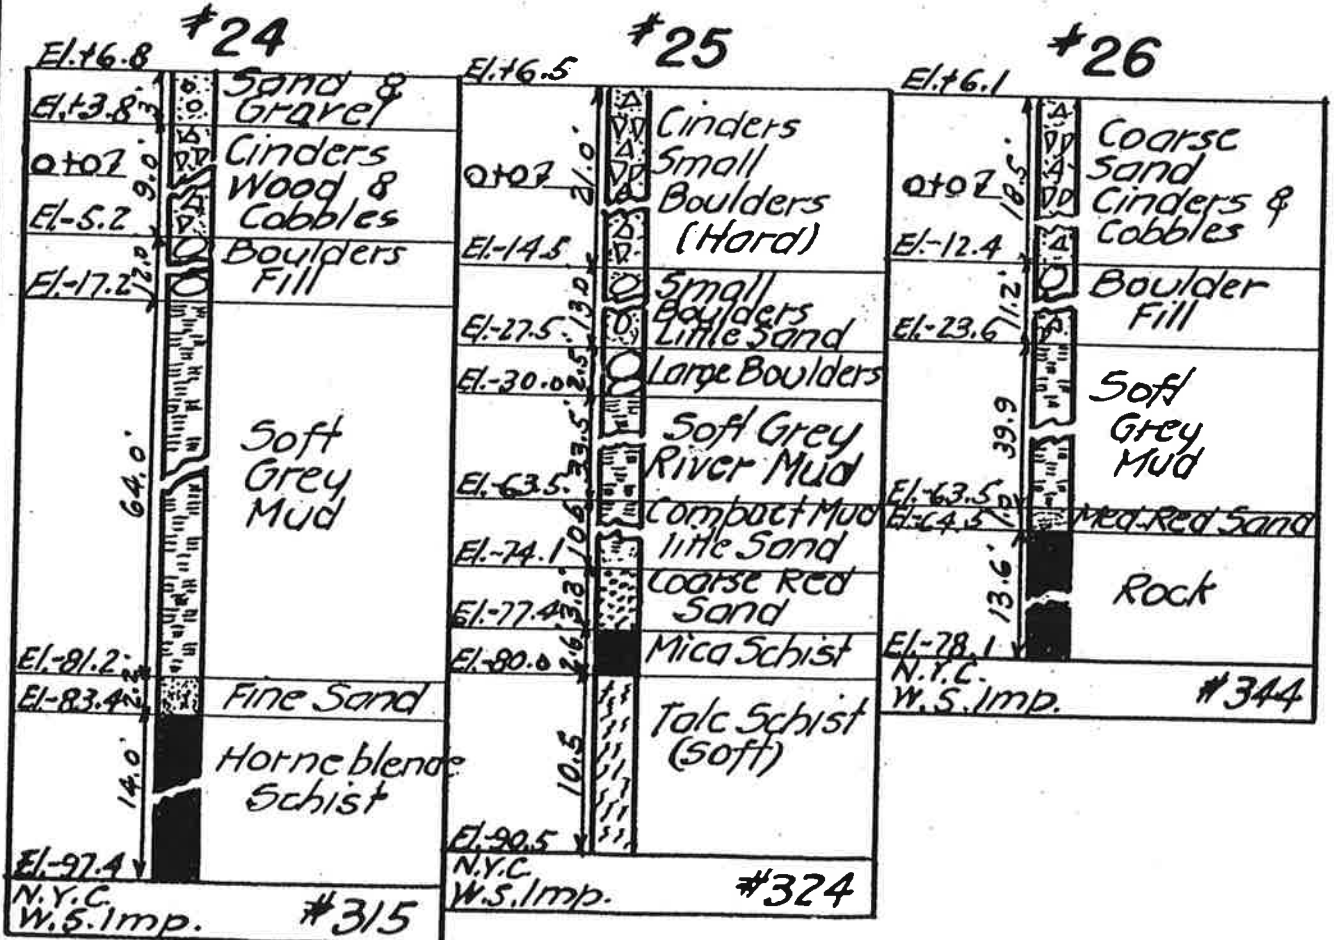 #24
El.+6.8
Sand &
Gravel
3'
El.+3.8
Cinders
Wood &
Cobbles
9.0'
El.-5.2
Boulders
Fill
12.0'
El.-17.2
Soft
Grey
Mud
64.0'
El.-81.2
Fine Sand
2.2'
El.-83.4
Horneblende
Schist
14.0'
El.-97.4
N.Y.C.
W.S.Imp.
#315
#25
El.+6.5
Cinders
Small
Boulders
(Hard)
21.0'
El.-14.5
Small
Boulders
Little Sand
13.0'
El.-27.5
Large Boulders
2.5'
El.-30.0
Soft Grey
River Mud
33.5'
El.-63.5
Compact Mud
little Sand
10.6
El.-74.1
Coarse Red
Sand
El.-77.4
Mica Schist
2.6'
El.-80.0
Talc Schist
(Soft)
10.5
El.-90.5
N.Y.C.
W.S.Imp.
#324
#26
El.+6.1
Coarse
Sand
Cinders &
Cobbles
18.5'
El.-12.4
Boulder
Fill
11.2'
El.-23.6
Soft
Grey
Mud
39.9
El.-63.5
Med. Red Sand
1.0
El.-64.5
Rock
13.6'
El.-78.1
N.Y.C.
W.S.Imp.
#344